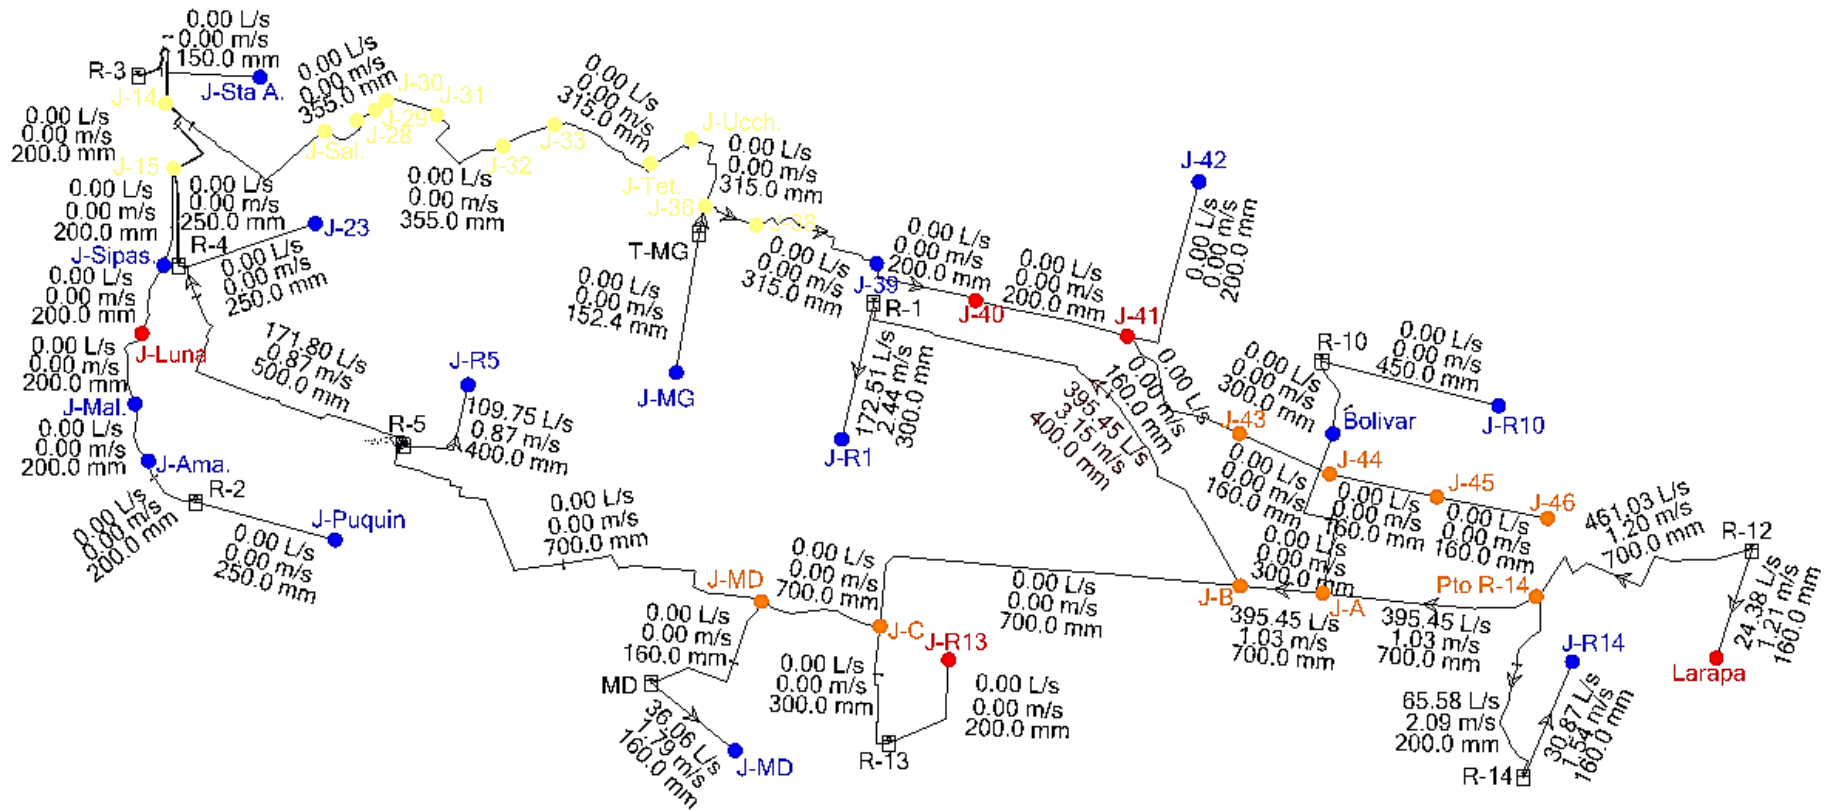 0.00 L/s
0.00 m/s
150.0 mm
R-3
J-Sta A.
J-14
0.00 L/s
0.00 m/s
200.0 mm
J-15
0.00 L/s
0.00 m/s
355.0 mm
J-30
J-31
J-29
J-28
J-Sal.
0.00 L/s
0.00 m/s
315.0 mm
J-33
J-32
J-Ucch.
J-Tet.
J-36
0.00 L/s
0.00 m/s
315.0 mm
J-38
0.00 L/s
0.00 m/s
355.0 mm
0.00 L/s
0.00 m/s
200.0 mm
0.00 L/s
0.00 m/s
250.0 mm
J-23
R-4
J-Sipas.
0.00 L/s
0.00 m/s
250.0 mm
0.00 L/s
0.00 m/s
200.0 mm
J-Luna
0.00 L/s
0.00 m/s
200.0 mm
J-Mal.
0.00 L/s
0.00 m/s
200.0 mm
J-Ama.
R-2
0.00 L/s
0.00 m/s
200.0 mm
J-Puquin
0.00 L/s
0.00 m/s
250.0 mm
171.80 L/s
0.87 m/s
500.0 mm
R-5
J-R5
109.75 L/s
0.87 m/s
400.0 mm
T-MG
0.00 L/s
0.00 m/s
152.4 mm
J-MG
0.00 L/s
0.00 m/s
315.0 mm
J-39
R-1
0.00 L/s
0.00 m/s
200.0 mm
J-40
0.00 L/s
0.00 m/s
200.0 mm
J-41
J-42
0.00 L/s
0.00 m/s
200.0 mm
172.51 L/s
2.44 m/s
300.0 mm
J-R1
395.45 L/s
3.15 m/s
400.0 mm
0.00 L/s
0.00 m/s
160.0 mm
J-43
R-10
0.00 L/s
0.00 m/s
450.0 mm
J-R10
0.00 L/s
0.00 m/s
300.0 mm
Bolivar
J-44
J-45
J-46
0.00 L/s
0.00 m/s
160.0 mm
0.00 L/s
0.00 m/s
160.0 mm
0.00 L/s
0.00 m/s
160.0 mm
0.00 L/s
0.00 m/s
300.0 mm
461.03 L/s
1.20 m/s
700.0 mm
R-12
24.38 L/s
1.21 m/s
160.0 mm
Larapa
Pto R-14
J-A
J-B
395.45 L/s
1.03 m/s
700.0 mm
395.45 L/s
1.03 m/s
700.0 mm
J-R14
65.58 L/s
2.09 m/s
200.0 mm
30.87 L/s
1.54 m/s
160.0 mm
R-14
0.00 L/s
0.00 m/s
700.0 mm
0.00 L/s
0.00 m/s
700.0 mm
0.00 L/s
0.00 m/s
700.0 mm
J-MD
J-C
J-R13
0.00 L/s
0.00 m/s
160.0 mm
MD
36.06 L/s
1.79 m/s
160.0 mm
J-MD
0.00 L/s
0.00 m/s
300.0 mm
0.00 L/s
0.00 m/s
200.0 mm
R-13